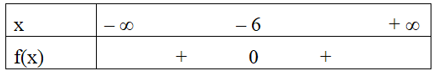 x – ∞ – 6 + ∞
f(x) + 0 +